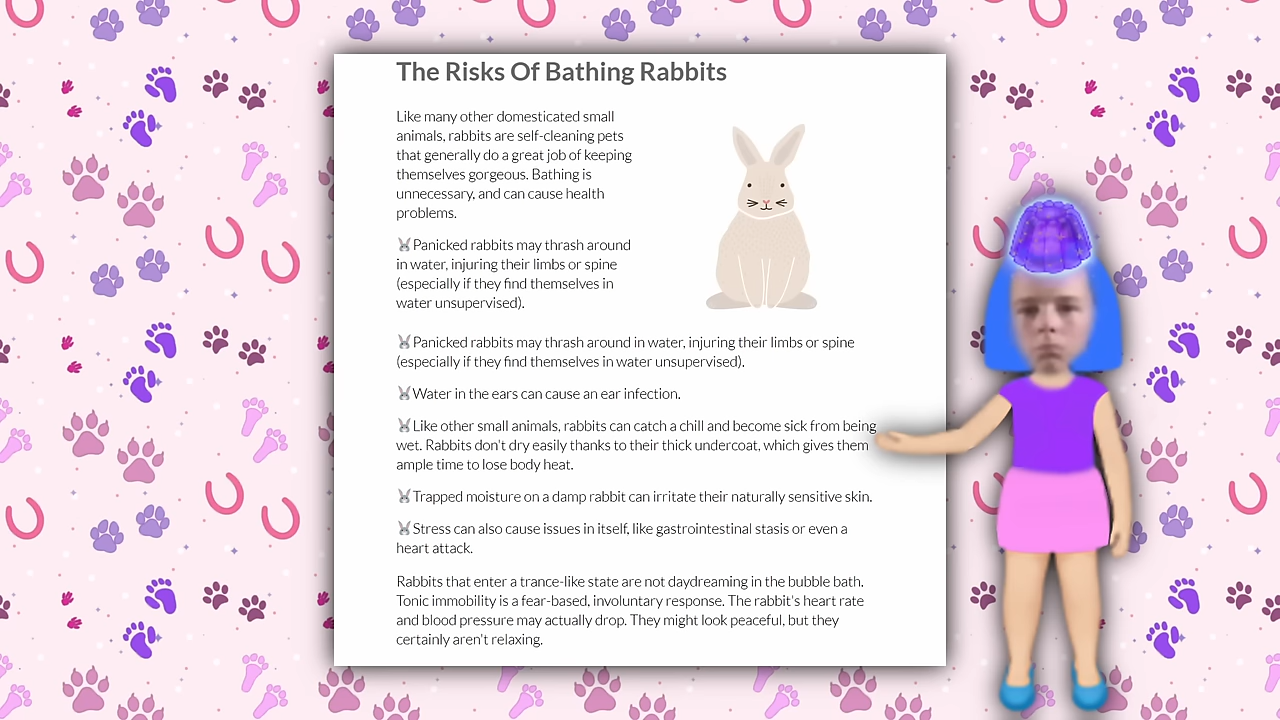 The Risks Of Bathing Rabbits
Like many other domesticated small
animals, rabbits are self-cleaning pets
that generally do a great job of keeping
themselves gorgeous. Bathing is
unnecessary, and can cause health
problems.
Panicked rabbits may thrash around
in water, injuring their limbs or spine
(especially if they find themselves in
water unsupervised).
Panicked rabbits may thrash around in water, injuring their limbs or spine
(especially if they find themselves in water unsupervised).
Water in the ears can cause an ear infection.
Like other small animals, rabbits can catch a chill and become sick from being
wet. Rabbits don't dry easily thanks to their thick undercoat, which gives them
ample time to lose body heat.
Trapped moisture on a damp rabbit can irritate their naturally sensitive skin.
Stress can also cause issues in itself, like gastrointestinal stasis or even a
heart attack.
Rabbits that enter a trance-like state are not daydreaming in the bubble bath.
Tonic immobility is a fear-based, involuntary response. The rabbit's heart rate
and blood pressure may actually drop. They might look peaceful, but they
certainly aren't relaxing.